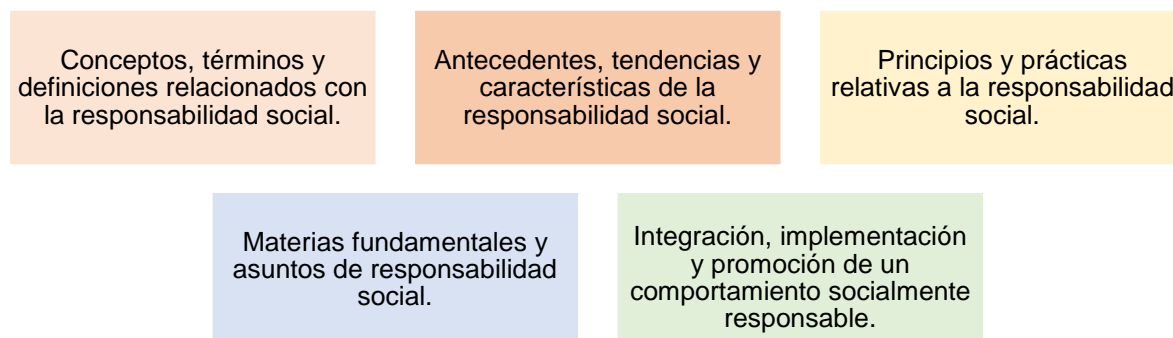 Conceptos, términos y
definiciones relacionados con
la responsabilidad social.
Antecedentes, tendencias y
características de la
responsabilidad social.
Principios y prácticas
relativas a la responsabilidad
social.
Materias fundamentales y
asuntos de responsabilidad
social.
Integración, implementación
y promoción de un
comportamiento socialmente
responsable.